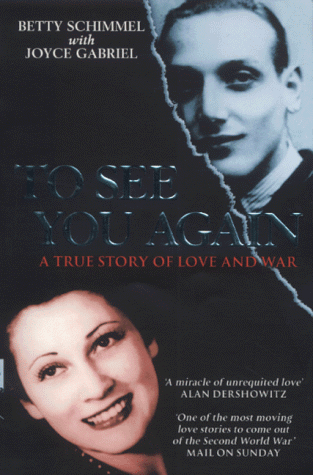 BETTY SCHIMMEL
with
JOYCE GABRIEL
TO SEE
YOU AGAIN
A TRUE STORY OF LOVE AND WAR
'A miracle of unrequited love'
ALAN DERSHOWITZ
'One of the most moving
love stories to come out
of the Second World War'
MAIL ON SUNDAY